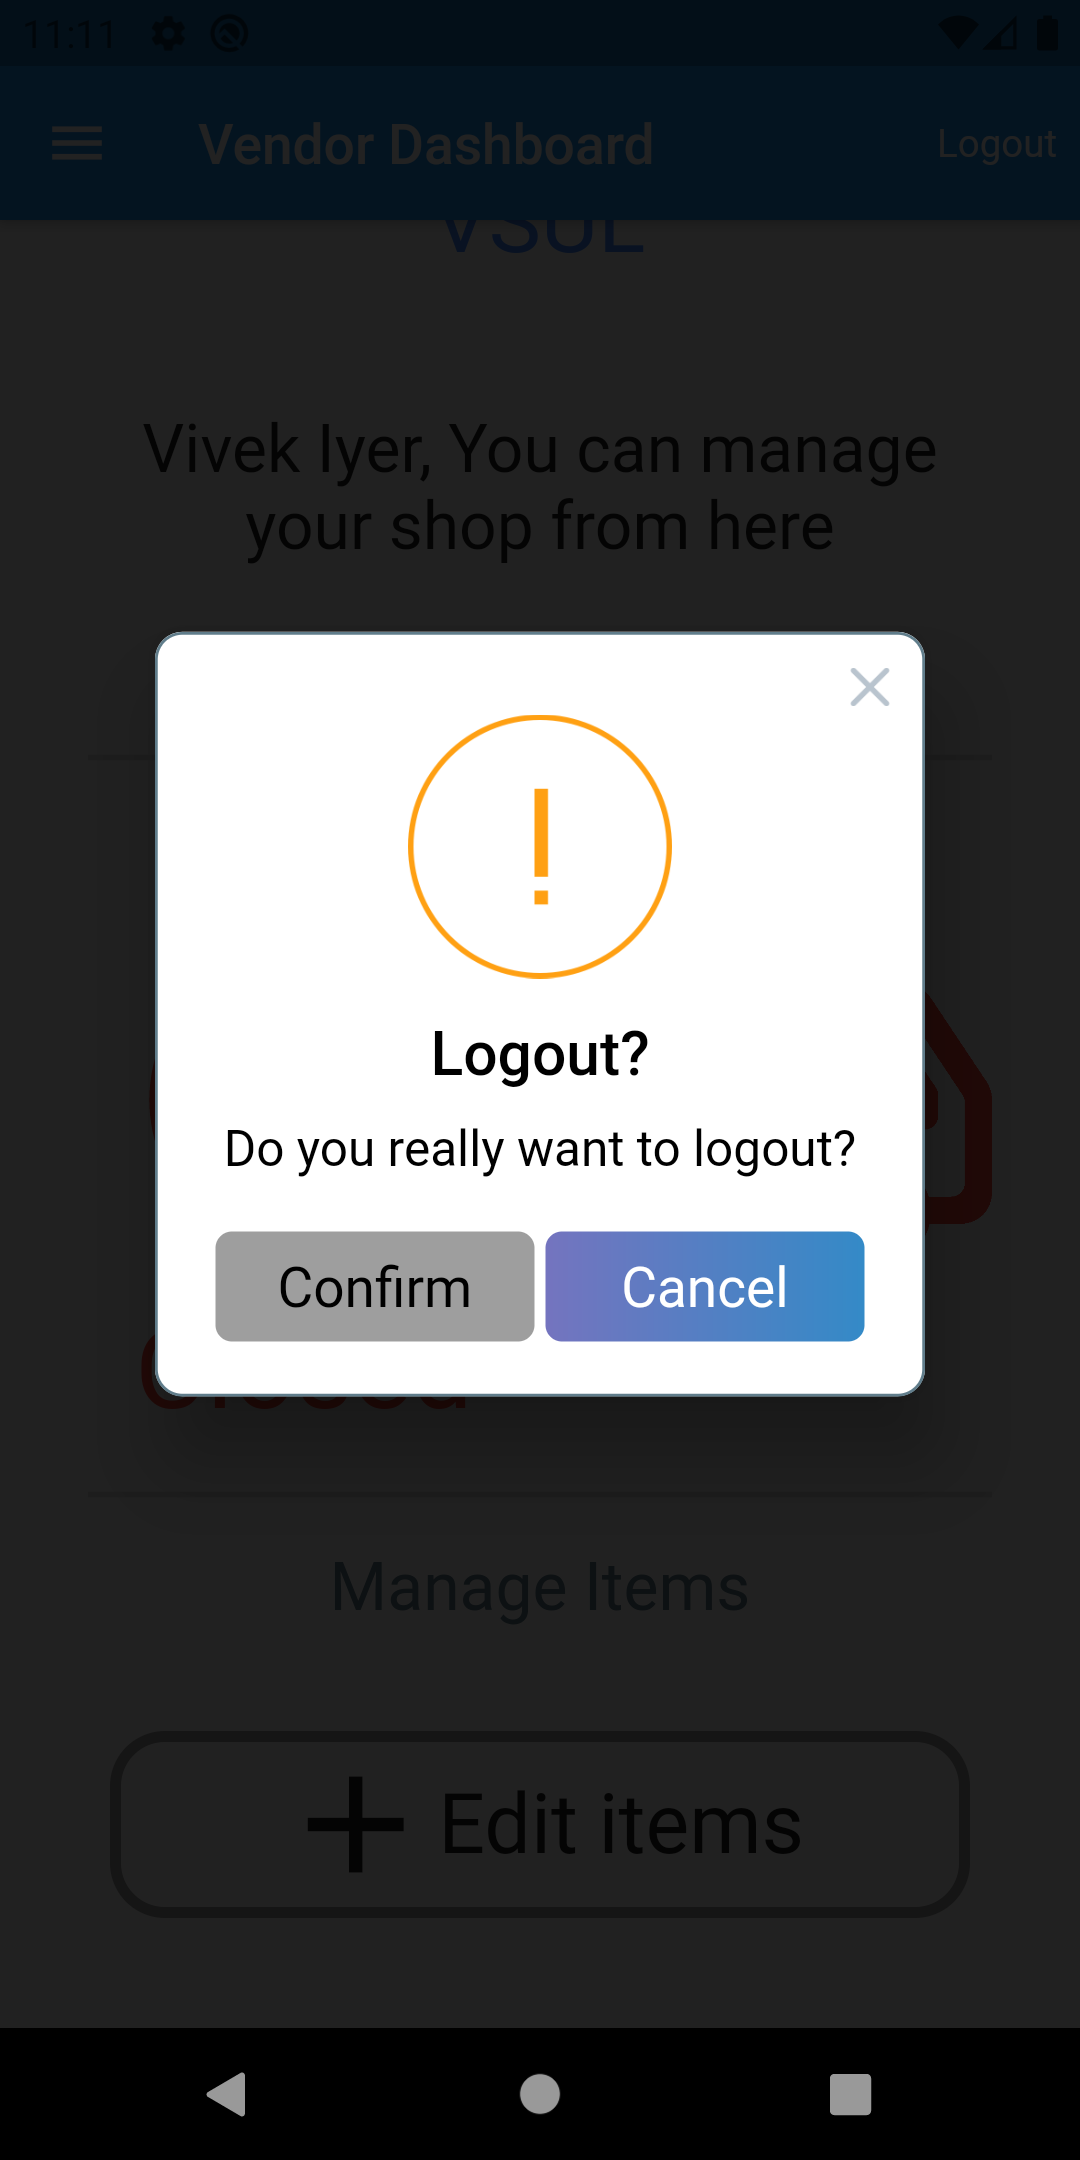 11:11
Vendor Dashboard
Logout
VSUL
Vivek Iyer, You can manage
your shop from here
!
Logout?
Do you really want to logout?
Confirm
Cancel
Closed
Manage Items
Edit items